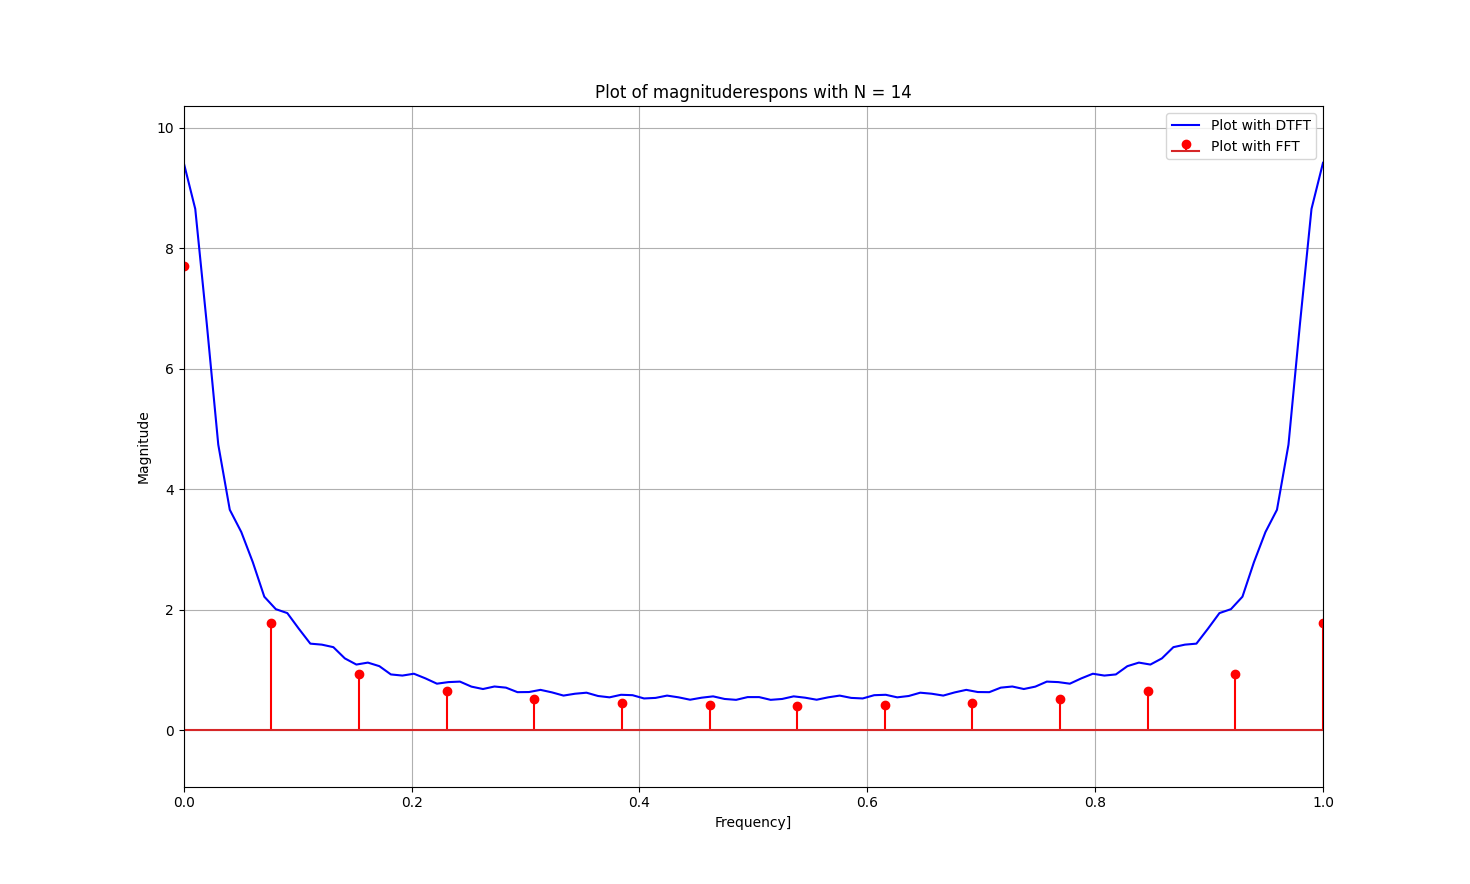 Plot of magnituderespons with N = 14
Plot with DTFT
Plot with FFT
10
8
6
4
2
0
Magnitude
0.0 0.2 0.4 0.6 0.8 1.0
Frequency]